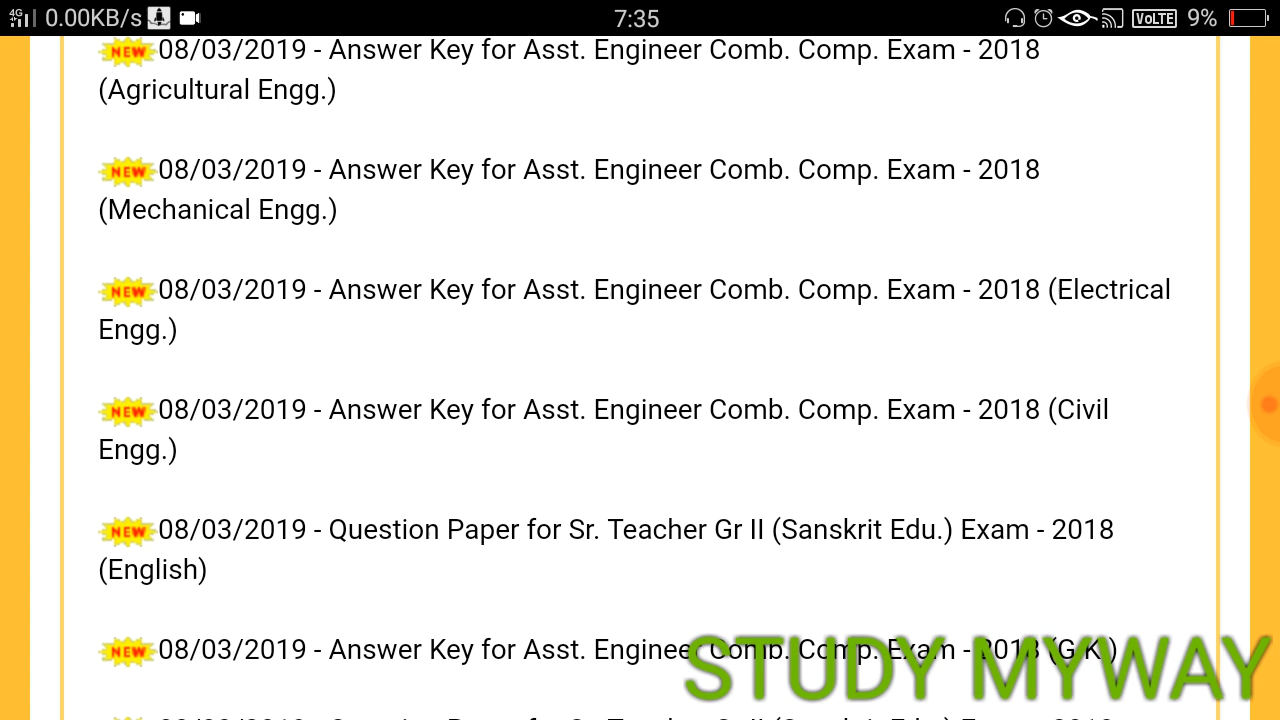 4G 0.00KB/s 7:35 VoLTE 9%
NEW 08/03/2019 - Answer Key for Asst. Engineer Comb. Comp. Exam - 2018
(Agricultural Engg.)
NEW 08/03/2019 - Answer Key for Asst. Engineer Comb. Comp. Exam - 2018
(Mechanical Engg.)
NEW 08/03/2019 - Answer Key for Asst. Engineer Comb. Comp. Exam - 2018 (Electrical
Engg.)
NEW 08/03/2019 - Answer Key for Asst. Engineer Comb. Comp. Exam - 2018 (Civil
Engg.)
NEW 08/03/2019 - Question Paper for Sr. Teacher Gr II (Sanskrit Edu.) Exam - 2018
(English)
NEW 08/03/2019 - Answer Key for Asst. Engineer Comb. Comp. Exam - 2018 (G.K.)
STUDY MYWAY